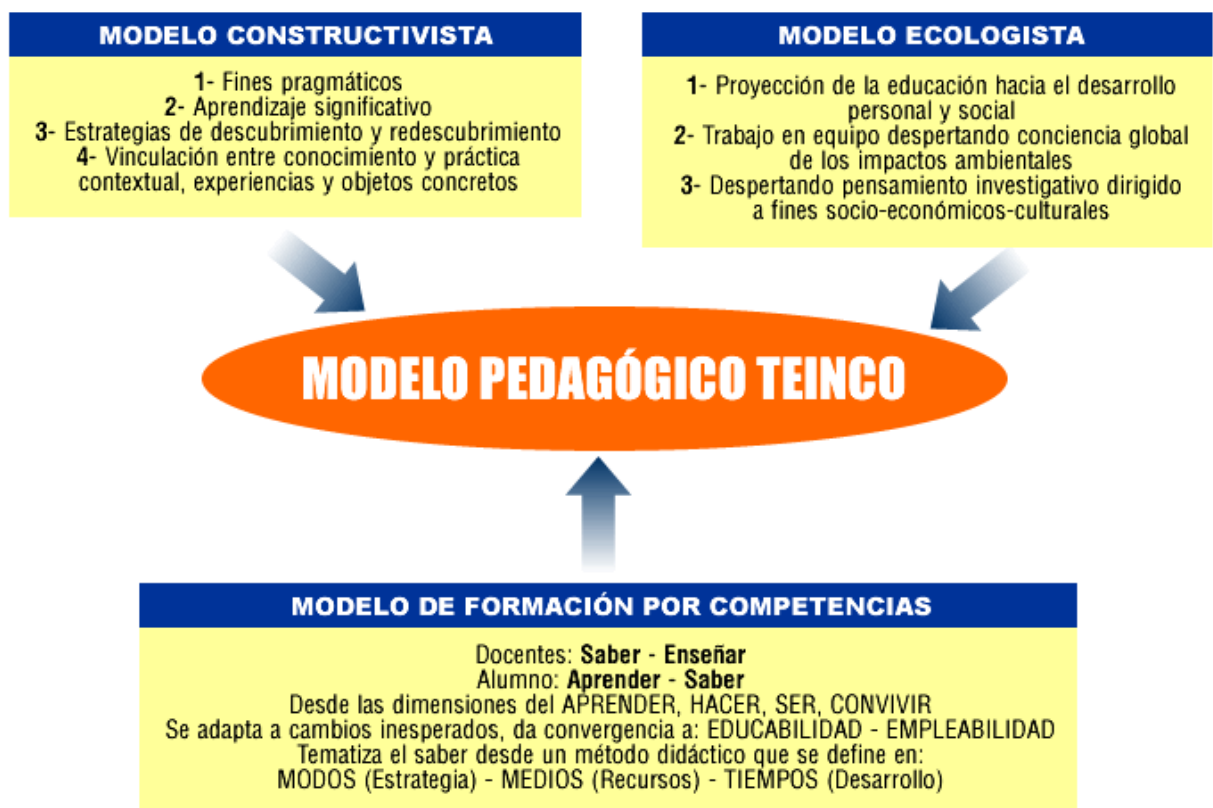 MODELO CONSTRUCTIVISTA
1- Fines pragmáticos
2- Aprendizaje significativo
3- Estrategias de descubrimiento y redescubrimiento
4- Vinculación entre conocimiento y práctica
contextual, experiencias y objetos concretos
MODELO ECOLOGISTA
1- Proyección de la educación hacia el desarrollo
personal y social
2- Trabajo en equipo despertando conciencia global
de los impactos ambientales
3- Despertando pensamiento investigativo dirigido
a fines socio-económicos-culturales
MODELO PEDAGÓGICO TEINCO
MODELO DE FORMACIÓN POR COMPETENCIAS
Docentes: Saber - Enseñar
Alumno: Aprender - Saber
Desde las dimensiones del APRENDER, HACER, SER, CONVIVIR
Se adapta a cambios inesperados, da convergencia a: EDUCABILIDAD - EMPLEABILIDAD
Tematiza el saber desde un método didáctico que se define en:
MODOS (Estrategia) - MEDIOS (Recursos) - TIEMPOS (Desarrollo)